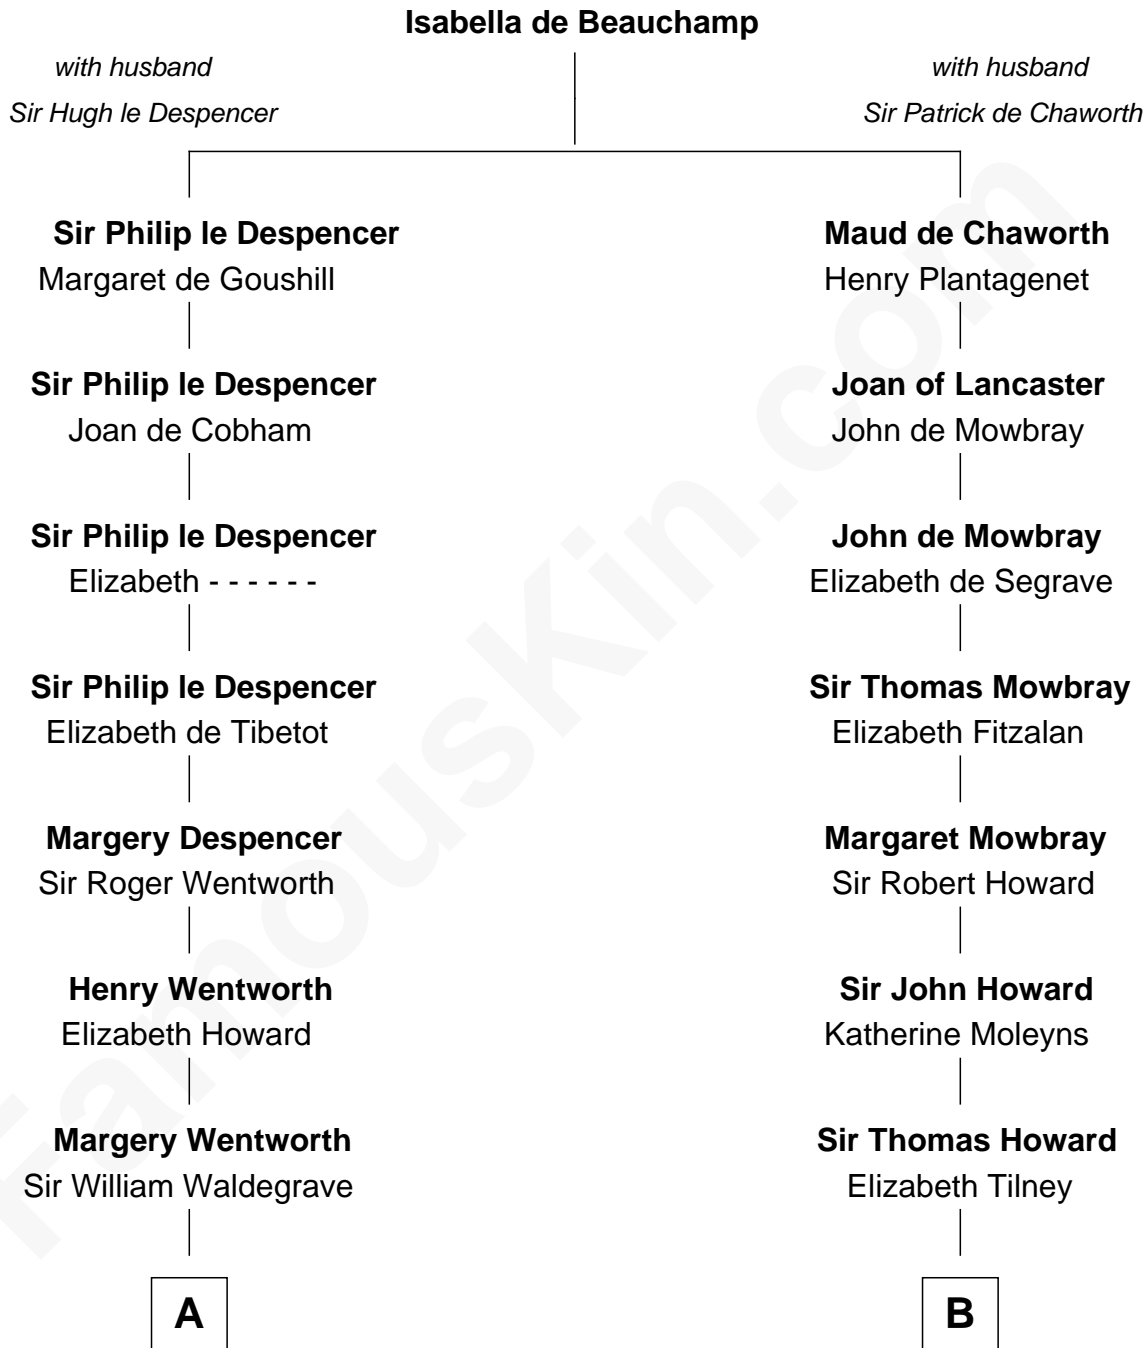 Isabella de Beauchamp
with husband
Sir Hugh le Despencer
with husband
Sir Patrick de Chaworth
Sir Philip le Despencer
Margaret de Goushill
Maud de Chaworth
Henry Plantagenet
Sir Philip le Despencer
Joan de Cobham
Joan of Lancaster
John de Mowbray
Sir Philip le Despencer
Elizabeth - - - - - -
John de Mowbray
Elizabeth de Segrave
Sir Philip le Despencer
Elizabeth de Tibetot
Sir Thomas Mowbray
Elizabeth Fitzalan
Margery Despencer
Sir Roger Wentworth
Margaret Mowbray
Sir Robert Howard
Henry Wentworth
Elizabeth Howard
Sir John Howard
Katherine Moleyns
Margery Wentworth
Sir William Waldegrave
Sir Thomas Howard
Elizabeth Tilney
A
B
FamousKin.com